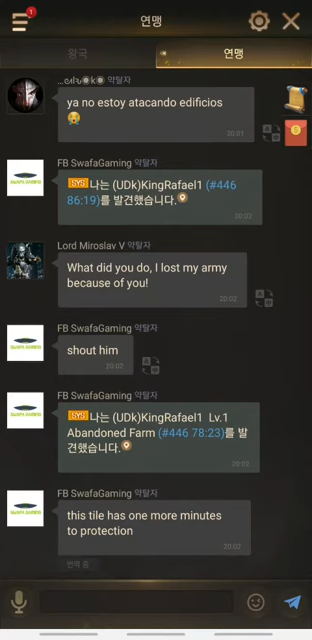 1
연맹
왕국
연맹
약탈자
ya no estoy atacando edificios
😭
20:01
FB SwafaGaming 약탈자
SYS 나는 (UDk)KingRafael1 (#446
86:19)를 발견했습니다.
20:02
Lord Miroslav V 약탈자
What did you do, I lost my army
because of you!
20:02
FB SwafaGaming 약탈자
shout him
20:02
FB SwafaGaming 약탈자
SYS 나는 (UDk)KingRafael1 Lv.1
Abandoned Farm (#446 78:23)를 발
견했습니다.
20:02
FB SwafaGaming 약탈자
this tile has one more minutes
to protection
20:02
번역 중